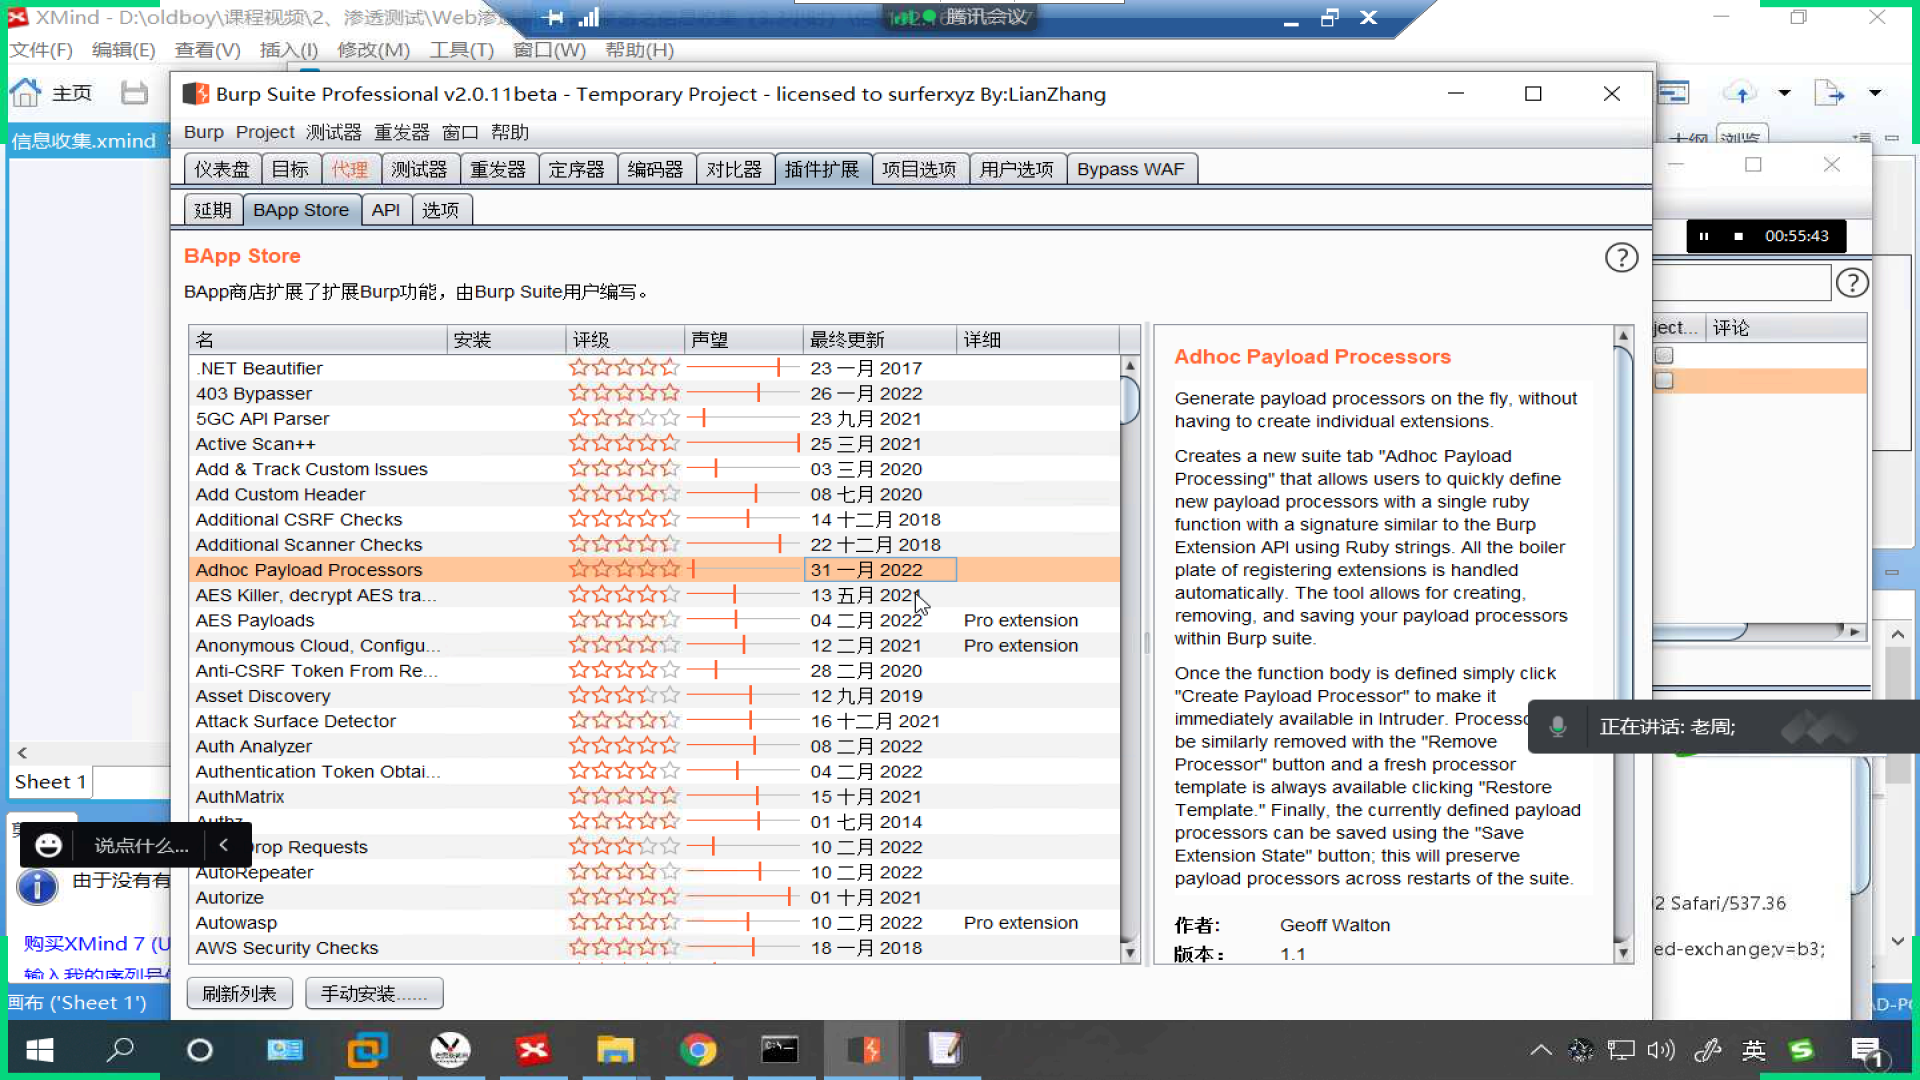 XMind - D:\oldboy\课程视频\2、渗透测试\Web渗透
腾讯会议
文件(F) 编辑(E) 查看(V) 插入(I) 修改(M) 工具(T) 窗口(W) 帮助(H)
主页
信息收集.xmind
Burp Suite Professional v2.0.11beta - Temporary Project - licensed to surferxyz By:LianZhang
Burp Project 测试器 重发器 窗口 帮助
仪表盘 目标 代理 测试器 重发器 定序器 编码器 对比器 插件扩展 项目选项 用户选项 Bypass WAF
延期 BApp Store API 选项
00:55:43
BApp Store
BApp商店扩展了扩展Burp功能，由Burp Suite用户编写。
名 安装 评级 声望 最终更新 详细
.NET Beautifier 23 一月 2017
403 Bypasser 26 一月 2022
5GC API Parser 23 九月 2021
Active Scan++ 25 三月 2021
Add & Track Custom Issues 03 三月 2020
Add Custom Header 08 七月 2020
Additional CSRF Checks 14 十二月 2018
Additional Scanner Checks 22 十二月 2018
Adhoc Payload Processors 31 一月 2022
AES Killer, decrypt AES tra... 13 五月 2021
AES Payloads 04 二月 2022 Pro extension
Anonymous Cloud, Configu... 12 二月 2021 Pro extension
Anti-CSRF Token From Re... 28 二月 2020
Asset Discovery 12 九月 2019
Attack Surface Detector 16 十二月 2021
Auth Analyzer 08 二月 2022
Authentication Token Obtai... 04 二月 2022
AuthMatrix 15 十月 2021
Authz 01 七月 2014
Drop Requests 10 二月 2022
AutoRepeater 10 二月 2022
Autorize 01 十月 2021
Autowasp 10 二月 2022 Pro extension
AWS Security Checks 18 一月 2018
刷新列表 手动安装......
Adhoc Payload Processors
Generate payload processors on the fly, without
having to create individual extensions.
Creates a new suite tab "Adhoc Payload
Processing" that allows users to quickly define
new payload processors with a single ruby
function with a signature similar to the Burp
Extension API using Ruby strings. All the boiler
plate of registering extensions is handled
automatically. The tool allows for creating,
removing, and saving your payload processors
within Burp suite.
Once the function body is defined simply click
"Create Payload Processor" to make it
immediately available in Intruder. Processo
be similarly removed with the "Remove
Processor" button and a fresh processor
template is always available clicking "Restore
Template." Finally, the currently defined payload
processors can be saved using the "Save
Extension State" button; this will preserve
payload processors across restarts of the suite.
作者: Geoff Walton
版本: 1.1
ject... 评论
正在讲话: 老周;
2 Safari/537.36
ed-exchange;v=b3;
Sheet 1
说点什么...
由于没有有
购买XMind 7 (U
画布 ('Sheet 1')
英
1